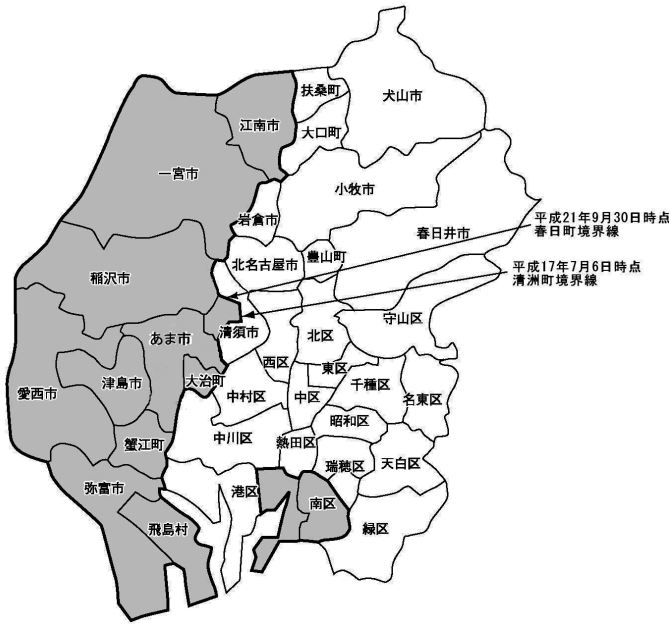 扶桑町
犬山市
江南市
大口町
一宮市
小牧市
岩倉市
平成21年9月30日時点
春日町境界線
春日井市
北名古屋市
豊山町
稲沢市
平成17年7月6日時点
清洲町境界線
守山区
清須市
北区
あま市
西区
東区
大治町
津島市
千種区
愛西市
中村区
中区
名東区
昭和区
中川区
熱田区
蟹江町
瑞穂区
天白区
弥富市
港区
南区
飛島村
緑区